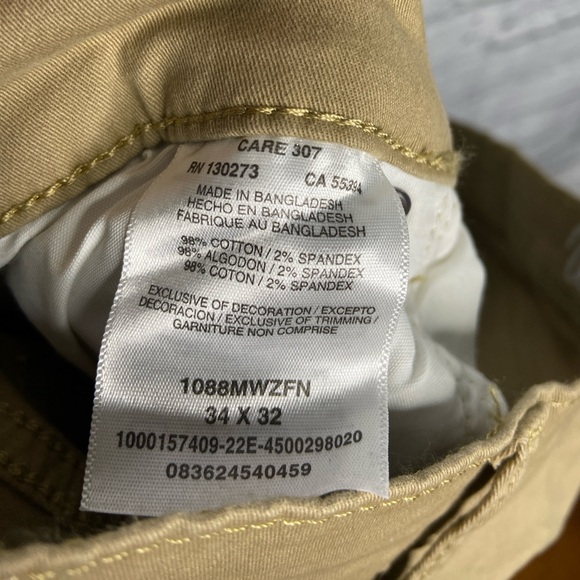 CARE 307
RN 130273 CA 55394
MADE IN BANGLADESH
HECHO EN BANGLADESH
FABRIQUE AU BANGLADESH
98% COTTON / 2% SPANDEX
98% ALGODON / 2% SPANDEX
98% COTON / 2% SPANDEX
EXCLUSIVE OF DECORATION / EXCEPTO
DECORACION / EXCLUSIVE OF TRIMMING /
GARNITURE NON COMPRISE
1088MWZFN
34 X 32
1000157409-22E-4500298020
083624540459